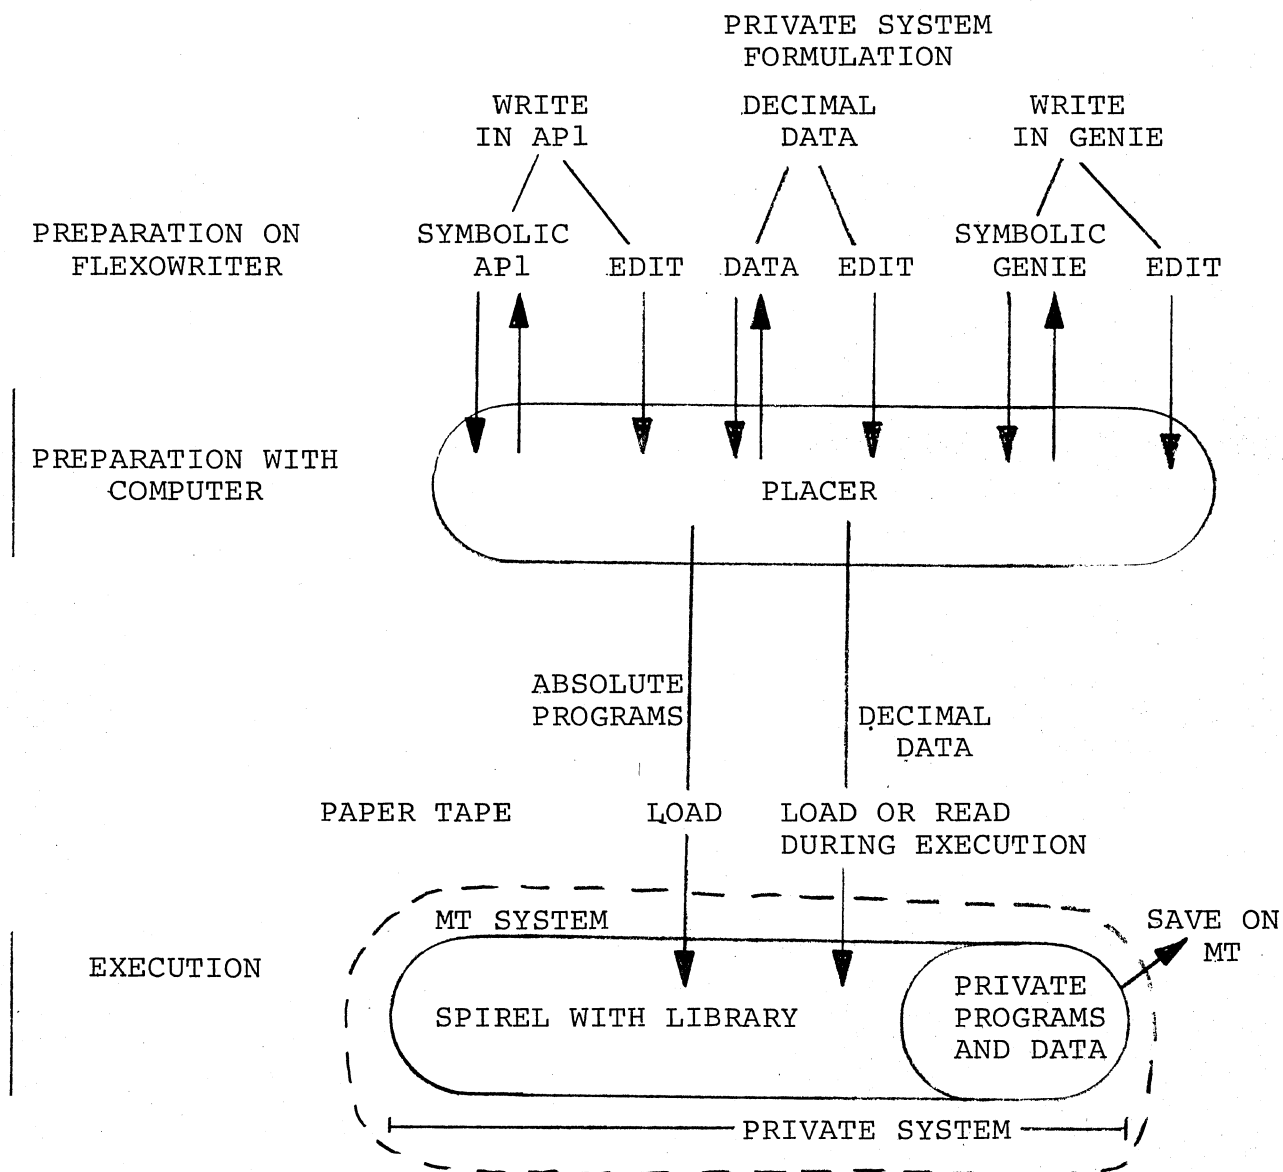 PRIVATE SYSTEM
FORMULATION
WRITE
IN AP1
DECIMAL
DATA
WRITE
IN GENIE
PREPARATION ON
FLEXOWRITER
SYMBOLIC
AP1
EDIT
DATA
EDIT
SYMBOLIC
GENIE
EDIT
PREPARATION WITH
COMPUTER
PLACER
ABSOLUTE
PROGRAMS
DECIMAL
DATA
PAPER TAPE
LOAD
LOAD OR READ
DURING EXECUTION
EXECUTION
MT SYSTEM
SAVE ON
MT
SPIREL WITH LIBRARY
PRIVATE
PROGRAMS
AND DATA
PRIVATE SYSTEM